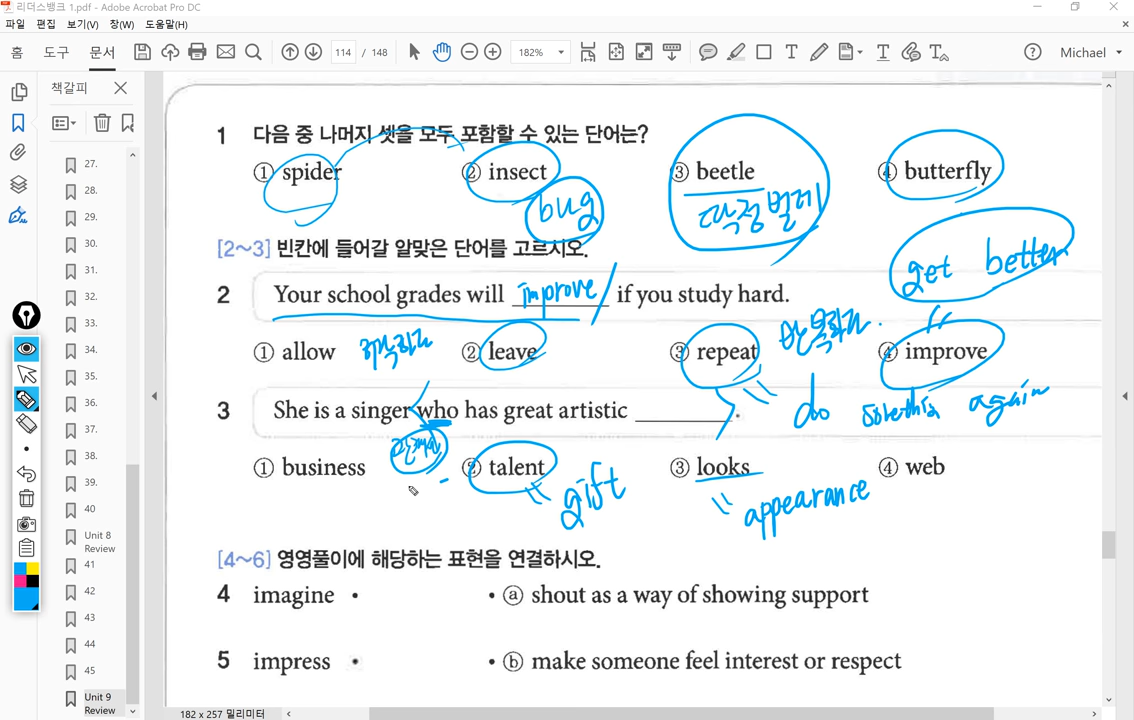 리더스뱅크 1.pdf - Adobe Acrobat Pro DC
파일 편집 보기(V) 창(W) 도움말(H)
홈 도구 문서 114 / 148 182% Michael
책갈피
27.
28.
29.
30.
31.
32.
33.
34.
35.
36.
37.
38.
39.
40
Unit 8 Review
41
42
43
44
45
Unit 9 Review
1 다음 중 나머지 셋을 모두 포함할 수 있는 단어는?
① spider ② insect ③ beetle ④ butterfly
bug 딱정벌레
[2~3] 빈칸에 들어갈 알맞은 단어를 고르시오.
get better
2 Your school grades will improve if you study hard.
① allow 허락하다 ② leave ③ repeat 반복하다. ④ improve
do something again
3 She is a singer who has great artistic ________.
① business ② talent ③ looks ④ web
gift appearance
[4~6] 영영풀이에 해당하는 표현을 연결하시오.
4 imagine • • ⓐ shout as a way of showing support
5 impress • • ⓑ make someone feel interest or respect
182 x 257 밀리미터